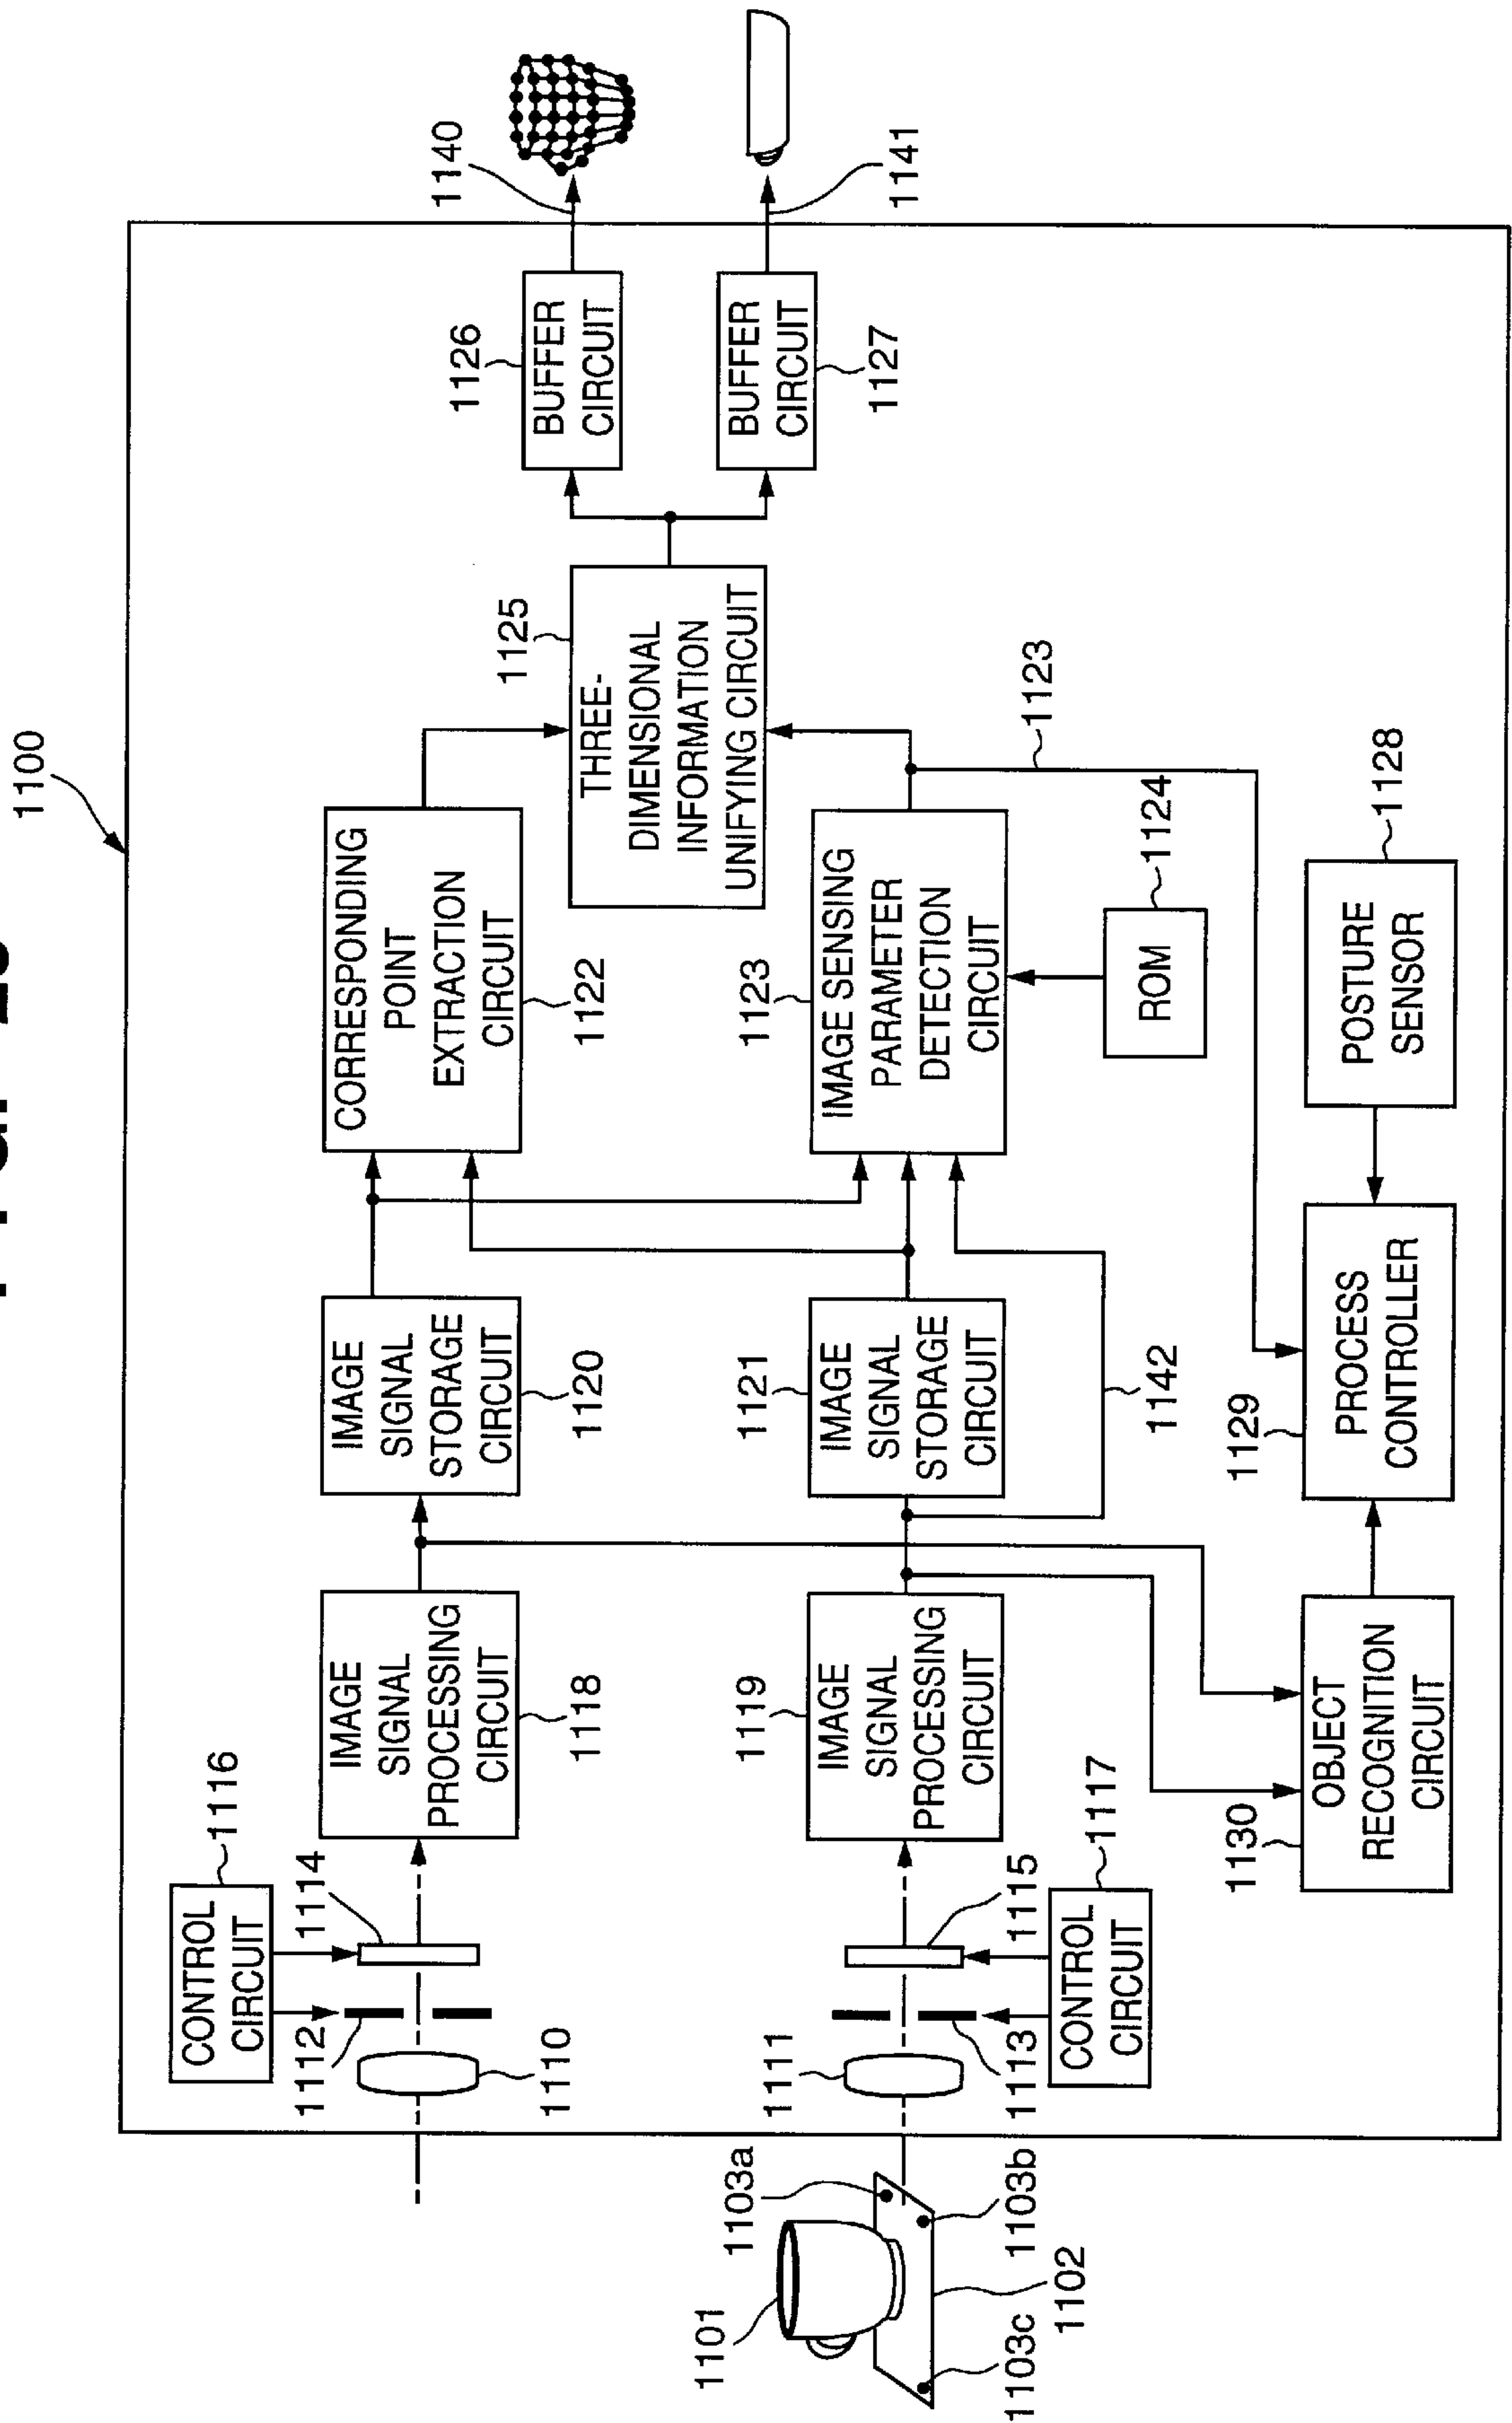 1100
CONTROL
CIRCUIT
1116
1112
1114
1110
IMAGE
SIGNAL
PROCESSING
CIRCUIT
1118
IMAGE
SIGNAL
STORAGE
CIRCUIT
1120
CORRESPONDING
POINT
EXTRACTION
CIRCUIT
1122
THREE-
DIMENSIONAL
INFORMATION
UNIFYING CIRCUIT
1125
1126
BUFFER
CIRCUIT
1140
BUFFER
CIRCUIT
1127
1141
1101
1103a
1103b
1103c
1102
1111
1113
1115
CONTROL
CIRCUIT
1117
1119
IMAGE
SIGNAL
PROCESSING
CIRCUIT
1121
IMAGE
SIGNAL
STORAGE
CIRCUIT
1142
1123
IMAGE SENSING
PARAMETER
DETECTION
CIRCUIT
1123
ROM
1124
1130
OBJECT
RECOGNITION
CIRCUIT
1129
PROCESS
CONTROLLER
POSTURE
SENSOR
1128